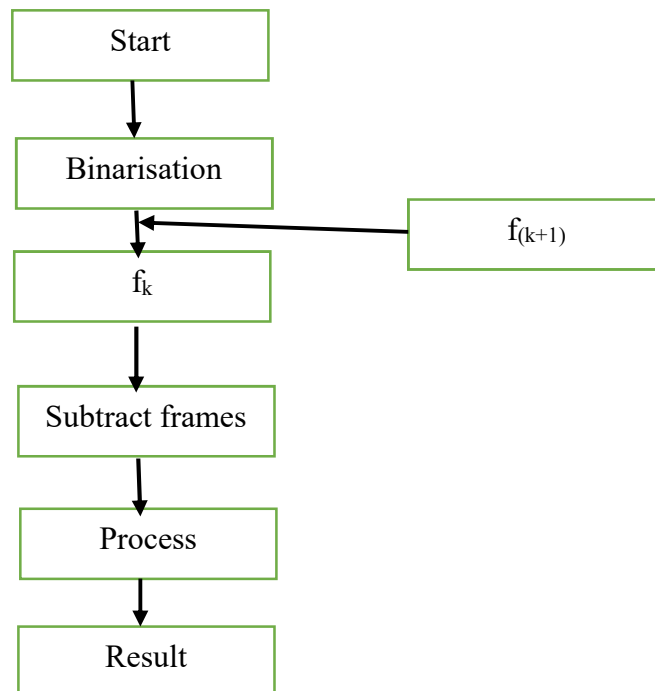 Start
Binarisation
f(k+1)
fk
Subtract frames
Process
Result